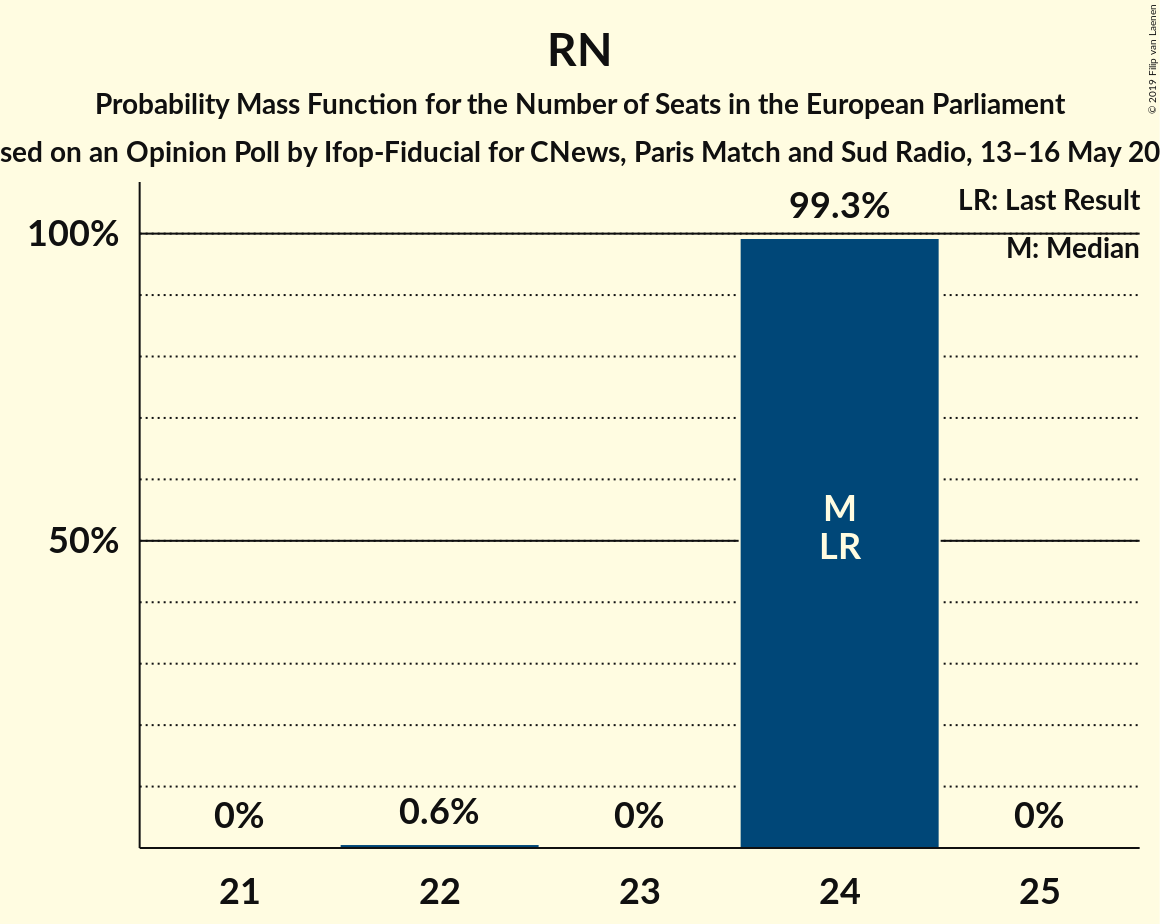 RN
Probability Mass Function for the Number of Seats in the European Parliament
sed on an Opinion Poll by Ifop-Fiducial for CNews, Paris Match and Sud Radio, 13–16 May 20
© 2019 Filip van Laenen
LR: Last Result
M: Median
99.3%
100%
M
LR
50%
0%
0.6%
0%
0%
21
22
23
24
25